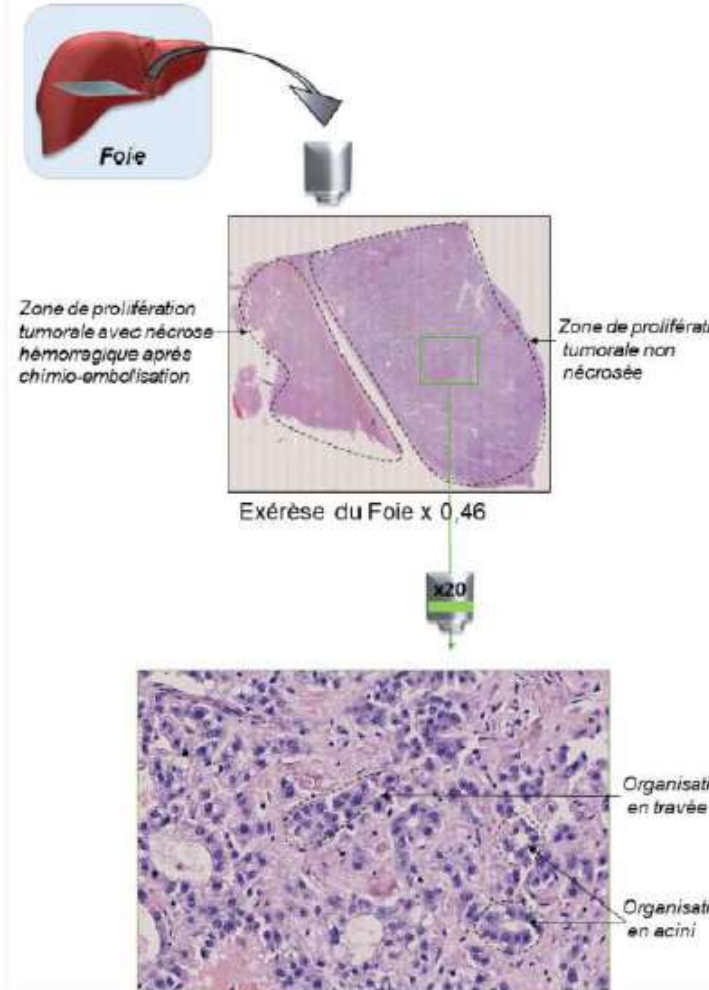 Foie
Zone de prolifération
tumorale avec nécrose
hémorragique après
chimio-embolisation
Zone de proliférati
tumorale non
nécrosée
Exérèse du Foie x 0,46
x20
Organisati
en travée
Organisati
en acini